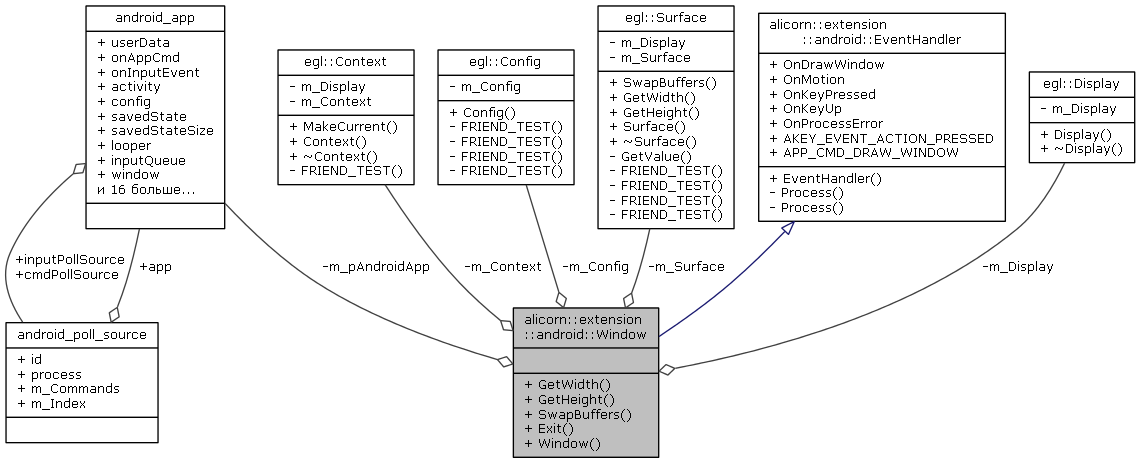 android_app
+ userData
+ onAppCmd
+ onInputEvent
+ activity
+ config
+ savedState
+ savedStateSize
+ looper
+ inputQueue
+ window
и 16 больше...
egl::Context
- m_Display
- m_Context
+ MakeCurrent()
+ Context()
+ ~Context()
- FRIEND_TEST()
egl::Config
- m_Config
+ Config()
- FRIEND_TEST()
- FRIEND_TEST()
- FRIEND_TEST()
- FRIEND_TEST()
egl::Surface
- m_Display
- m_Surface
+ SwapBuffers()
+ GetWidth()
+ GetHeight()
+ Surface()
+ ~Surface()
- GetValue()
- FRIEND_TEST()
- FRIEND_TEST()
- FRIEND_TEST()
- FRIEND_TEST()
alicorn::extension
::android::EventHandler
+ OnDrawWindow
+ OnMotion
+ OnKeyPressed
+ OnKeyUp
+ OnProcessError
+ AKEY_EVENT_ACTION_PRESSED
+ APP_CMD_DRAW_WINDOW
+ EventHandler()
- Process()
- Process()
egl::Display
- m_Display
+ Display()
+ ~Display()
+inputPollSource
+cmdPollSource
+app
-m_pAndroidApp
-m_Context
-m_Config
-m_Surface
-m_Display
android_poll_source
+ id
+ process
+ m_Commands
+ m_Index
alicorn::extension
::android::Window
+ GetWidth()
+ GetHeight()
+ SwapBuffers()
+ Exit()
+ Window()